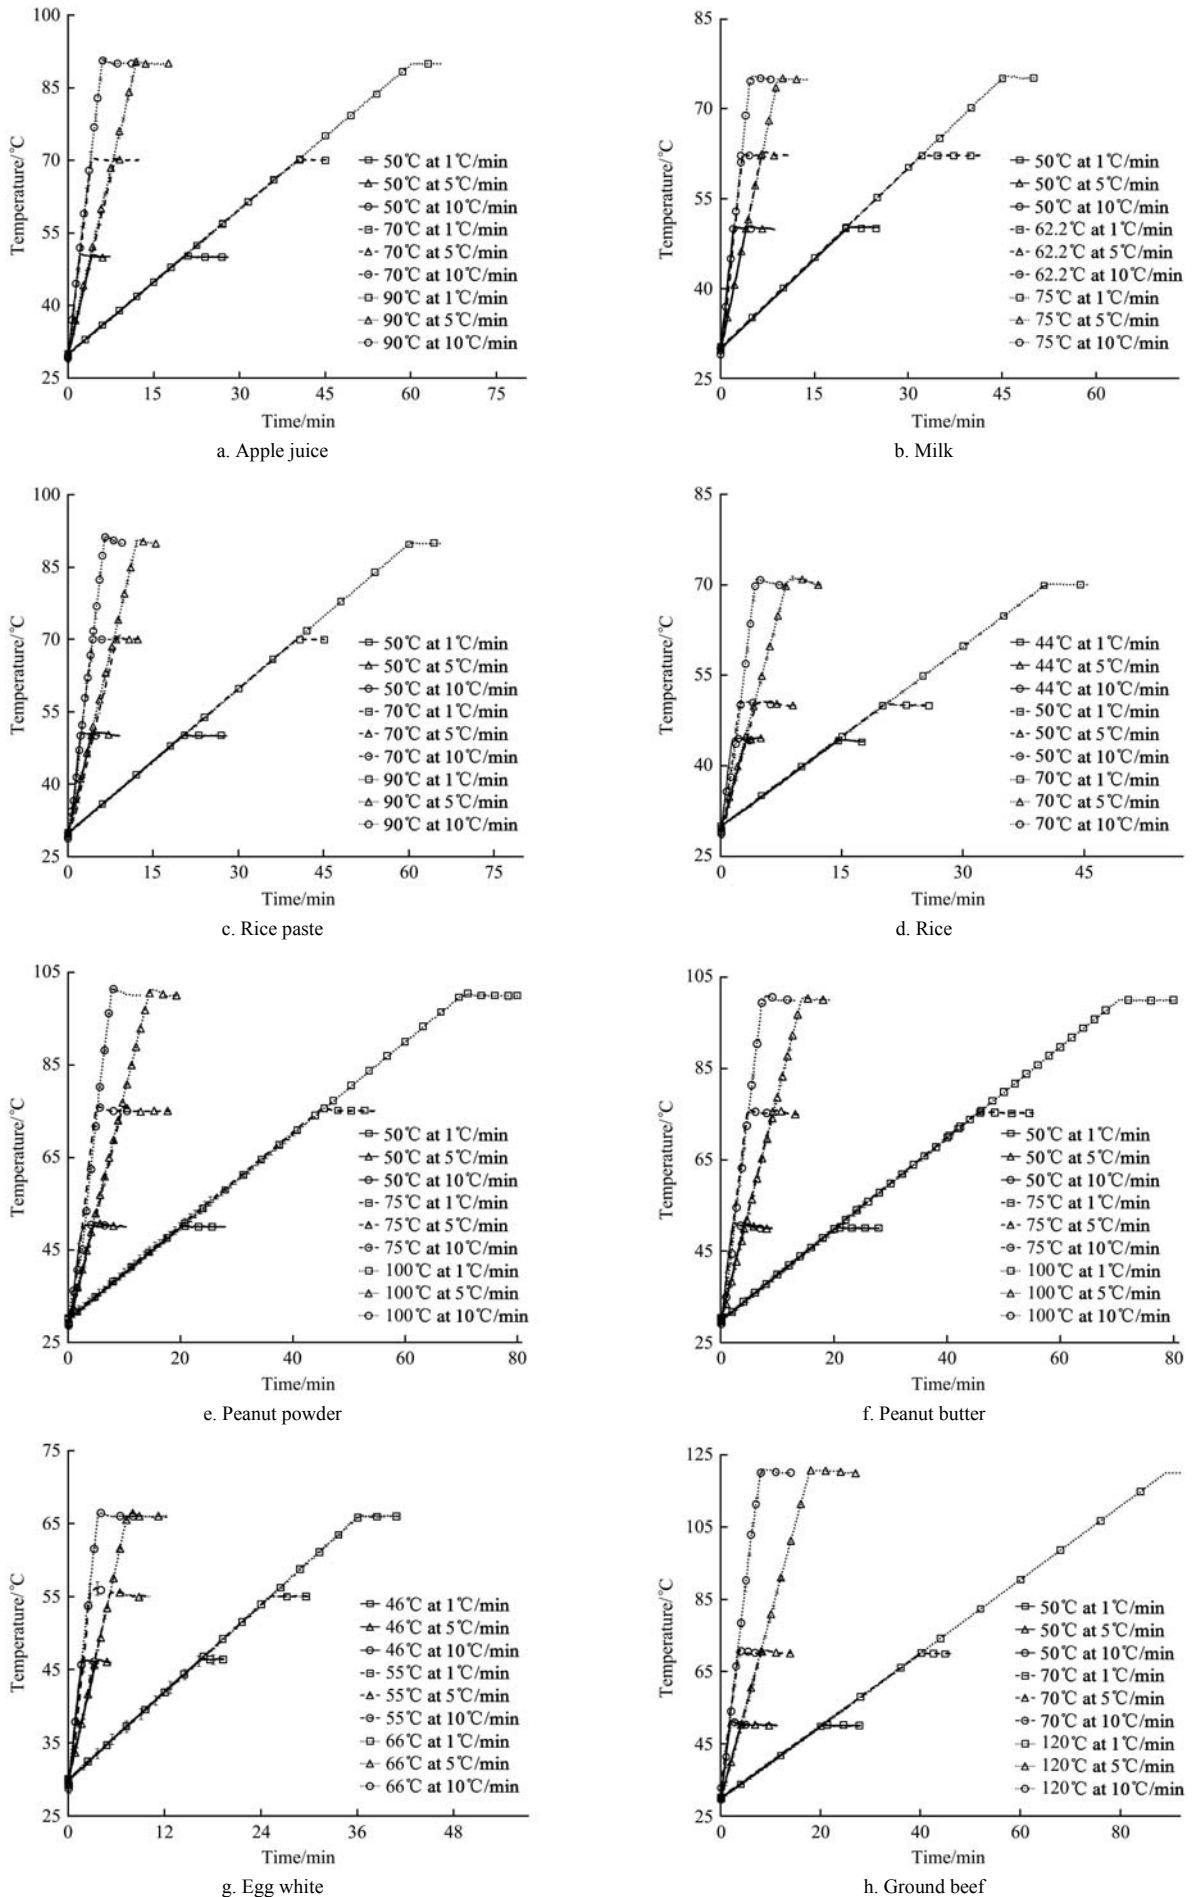 100
85
70
55
40
25
Temperature/℃
50℃ at 1℃/min
50℃ at 5℃/min
50℃ at 10℃/min
70℃ at 1℃/min
70℃ at 5℃/min
70℃ at 10℃/min
90℃ at 1℃/min
90℃ at 5℃/min
90℃ at 10℃/min
0 15 30 45 60 75
Time/min
a. Apple juice
85
70
55
40
25
Temperature/℃
50℃ at 1℃/min
50℃ at 5℃/min
50℃ at 10℃/min
62.2℃ at 1℃/min
62.2℃ at 5℃/min
62.2℃ at 10℃/min
75℃ at 1℃/min
75℃ at 5℃/min
75℃ at 10℃/min
0 15 30 45 60
Time/min
b. Milk
100
85
70
55
40
25
Temperature/℃
50℃ at 1℃/min
50℃ at 5℃/min
50℃ at 10℃/min
70℃ at 1℃/min
70℃ at 5℃/min
70℃ at 10℃/min
90℃ at 1℃/min
90℃ at 5℃/min
90℃ at 10℃/min
0 15 30 45 60 75
Time/min
c. Rice paste
85
70
55
40
25
Temperature/℃
44℃ at 1℃/min
44℃ at 5℃/min
44℃ at 10℃/min
50℃ at 1℃/min
50℃ at 5℃/min
50℃ at 10℃/min
70℃ at 1℃/min
70℃ at 5℃/min
70℃ at 10℃/min
0 15 30 45
Time/min
d. Rice
105
85
65
45
25
Temperature/℃
50℃ at 1℃/min
50℃ at 5℃/min
50℃ at 10℃/min
75℃ at 1℃/min
75℃ at 5℃/min
75℃ at 10℃/min
100℃ at 1℃/min
100℃ at 5℃/min
100℃ at 10℃/min
0 20 40 60 80
Time/min
e. Peanut powder
105
85
65
45
25
Temperature/℃
50℃ at 1℃/min
50℃ at 5℃/min
50℃ at 10℃/min
75℃ at 1℃/min
75℃ at 5℃/min
75℃ at 10℃/min
100℃ at 1℃/min
100℃ at 5℃/min
100℃ at 10℃/min
0 20 40 60 80
Time/min
f. Peanut butter
75
65
55
45
35
25
Temperature/℃
46℃ at 1℃/min
46℃ at 5℃/min
46℃ at 10℃/min
55℃ at 1℃/min
55℃ at 5℃/min
55℃ at 10℃/min
66℃ at 1℃/min
66℃ at 5℃/min
66℃ at 10℃/min
0 12 24 36 48
Time/min
g. Egg white
125
105
85
65
45
25
Temperature/℃
50℃ at 1℃/min
50℃ at 5℃/min
50℃ at 10℃/min
70℃ at 1℃/min
70℃ at 5℃/min
70℃ at 10℃/min
120℃ at 1℃/min
120℃ at 5℃/min
120℃ at 10℃/min
0 20 40 60 80
Time/min
h. Ground beef